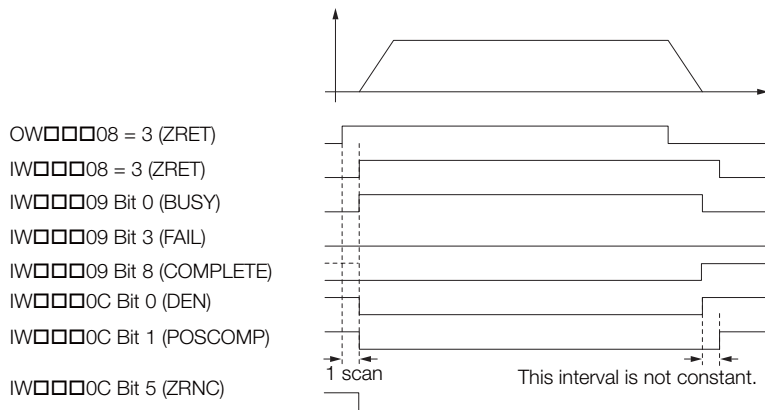 OW□□□08 = 3 (ZRET)
IW□□□08 = 3 (ZRET)
IW□□□09 Bit 0 (BUSY)
IW□□□09 Bit 3 (FAIL)
IW□□□09 Bit 8 (COMPLETE)
IW□□□0C Bit 0 (DEN)
IW□□□0C Bit 1 (POSCOMP)
1 scan
This interval is not constant.
IW□□□0C Bit 5 (ZRNC)